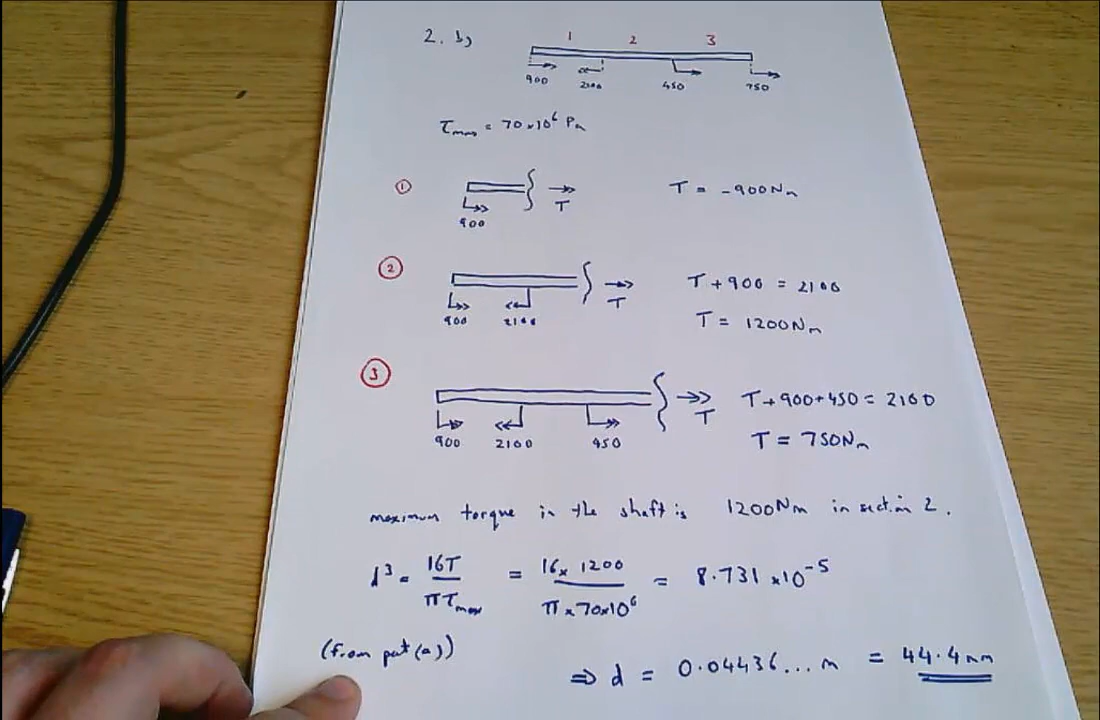 2. b)
1 2 3
900 2100 450 750
τmax = 70×10⁶ Pa
① T T = -900Nm
900
② T T + 900 = 2100
900 2100 T = 1200Nm
③ T T + 900 + 450 = 2100
900 2100 450 T = 750Nm
maximum torque in the shaft is 1200Nm in section 2.
d³ = 16T / πτmax = 16 × 1200 / π × 70×10⁶ = 8.731 × 10⁻⁵
(from part (a))
⇒ d = 0.04436... m = 44.4mm